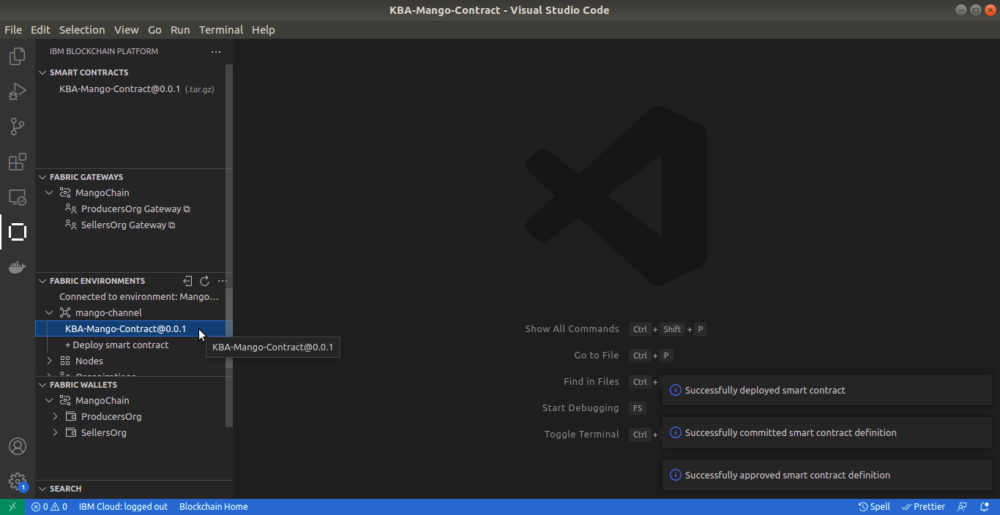 KBA-Mango-Contract - Visual Studio Code
File Edit Selection View Go Run Terminal Help
IBM BLOCKCHAIN PLATFORM
SMART CONTRACTS
KBA-Mango-Contract@0.0.1 (.tar.gz)
FABRIC GATEWAYS
MangoChain
ProducersOrg Gateway
SellersOrg Gateway
FABRIC ENVIRONMENTS
Connected to environment: Mango...
mango-channel
KBA-Mango-Contract@0.0.1
KBA-Mango-Contract@0.0.1
+ Deploy smart contract
Nodes
Organizations
FABRIC WALLETS
MangoChain
ProducersOrg
SellersOrg
SEARCH
Show All Commands Ctrl + Shift + P
Go to File Ctrl + P
Find in Files Ctrl +
Start Debugging F5
Toggle Terminal Ctrl +
Successfully deployed smart contract
Successfully committed smart contract definition
Successfully approved smart contract definition
1
0 0 IBM Cloud: logged out Blockchain Home Spell Prettier